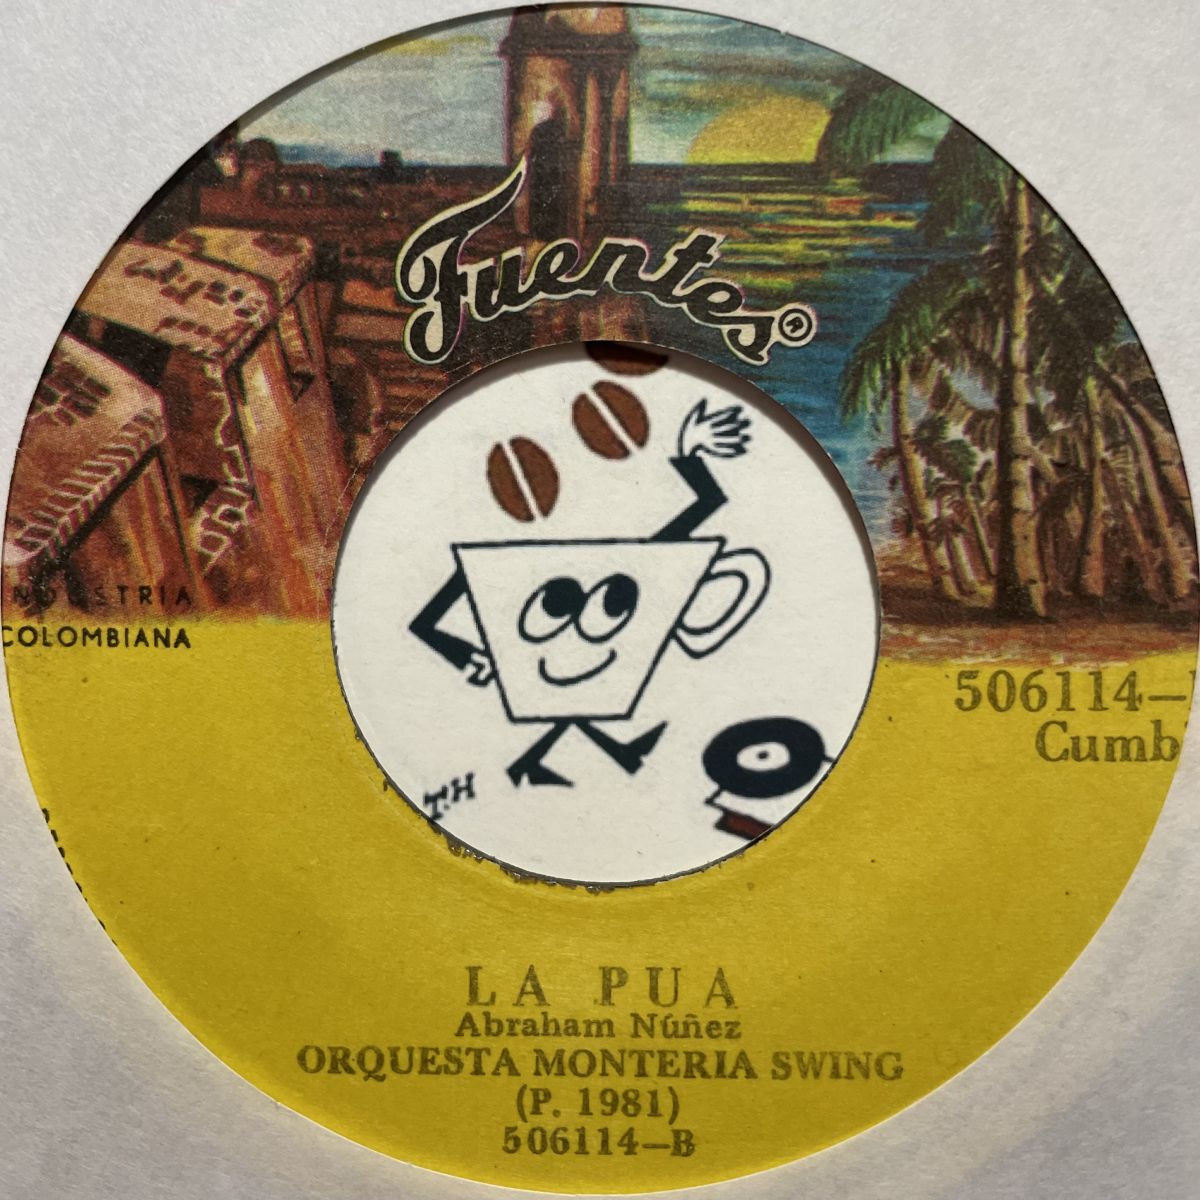 Fuentes®
INDUSTRIA
COLOMBIANA
506114–
Cumb
T.H
LA PUA
Abraham Núñez
ORQUESTA MONTERIA SWING
(P. 1981)
506114–B